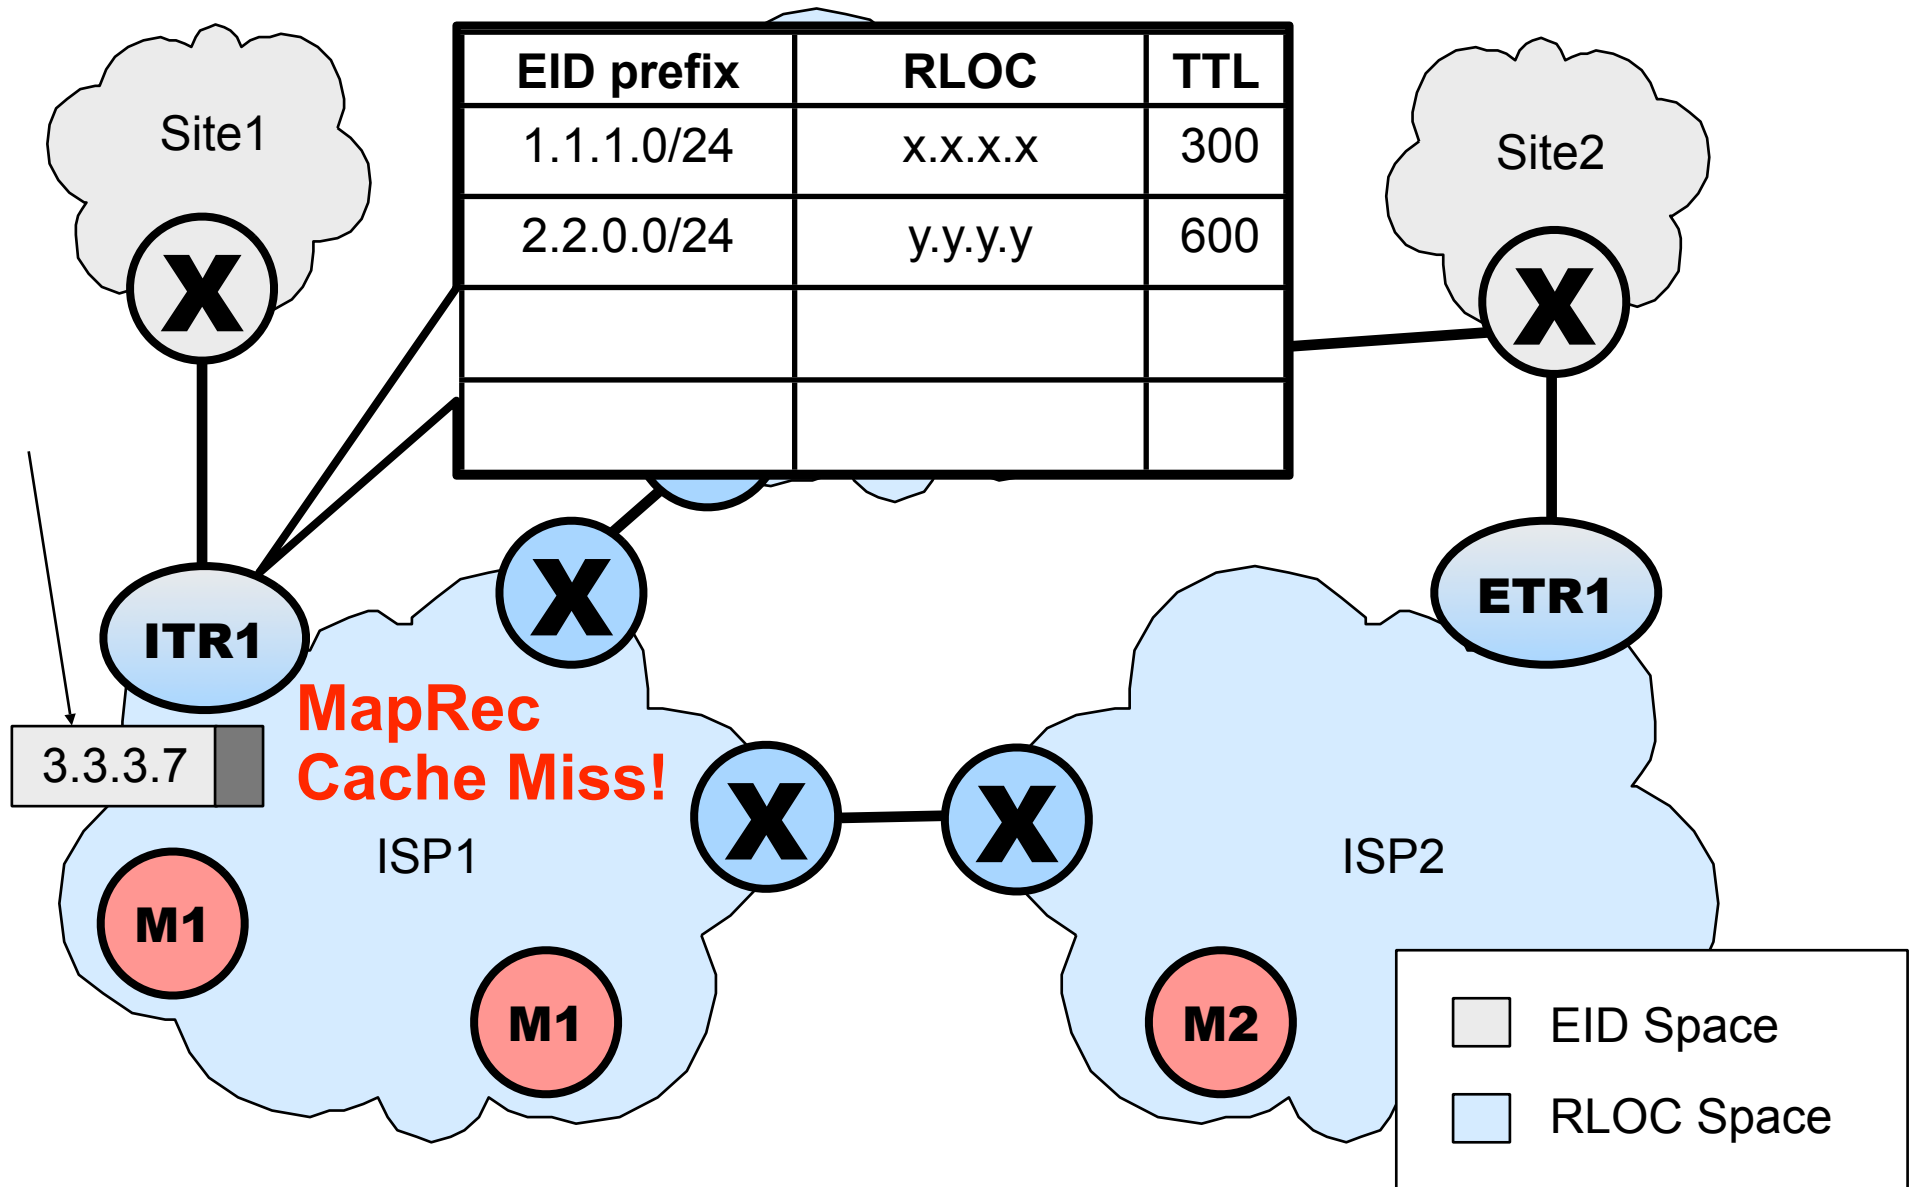 Site1
EID prefix RLOC TTL
1.1.1.0/24 x.x.x.x 300
2.2.0.0/24 y.y.y.y 600
Site2
X
X
X
ITR1
ETR1
MapRec
Cache Miss!
3.3.3.7
X
X
ISP1
ISP2
M1
M1
M2
EID Space
RLOC Space